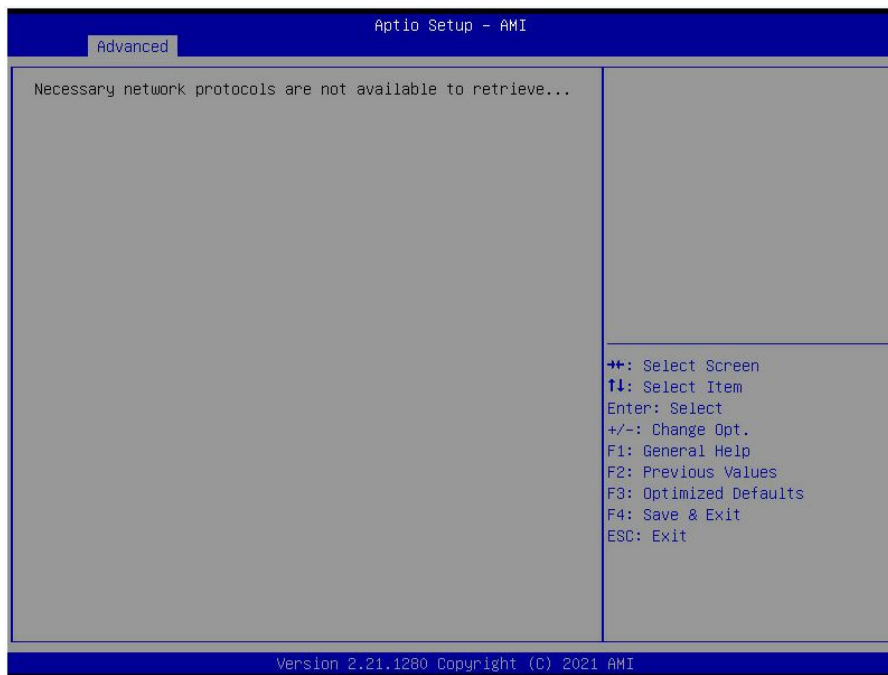 Aptio Setup – AMI
Advanced
Necessary network protocols are not available to retrieve...
→←: Select Screen
↑↓: Select Item
Enter: Select
+/-: Change Opt.
F1: General Help
F2: Previous Values
F3: Optimized Defaults
F4: Save & Exit
ESC: Exit
Version 2.21.1280 Copyright (C) 2021 AMI